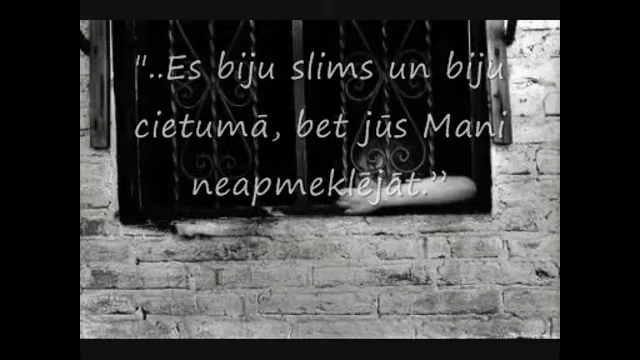 "..Es biju slims un biju
cietumā, bet jūs Mani
neapmeklējāt.”